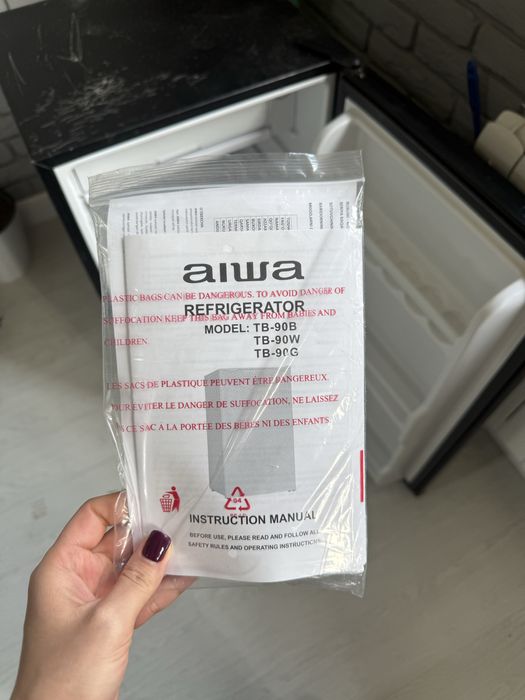 aiwa
PLASTIC BAGS CAN BE DANGEROUS. TO AVOID DANGER OF
REFRIGERATOR
SUFFOCATION KEEP THIS BAG AWAY FROM BABIES AND
MODEL: TB-90B
CHILDREN
TB-90W
TB-90G
LES SACS DE PLASTIQUE PEUVENT ÊTRE DANGEREUX.
POUR EVITER LE DANGER DE SUFFOCATION, NE LAISSEZ
PAS CE SAC À LA PORTEE DES BEBES NI DES ENFANTS.
04
INSTRUCTION MANUAL
BEFORE USE, PLEASE READ AND FOLLOW ALL
SAFETY RULES AND OPERATING INSTRUCTIONS